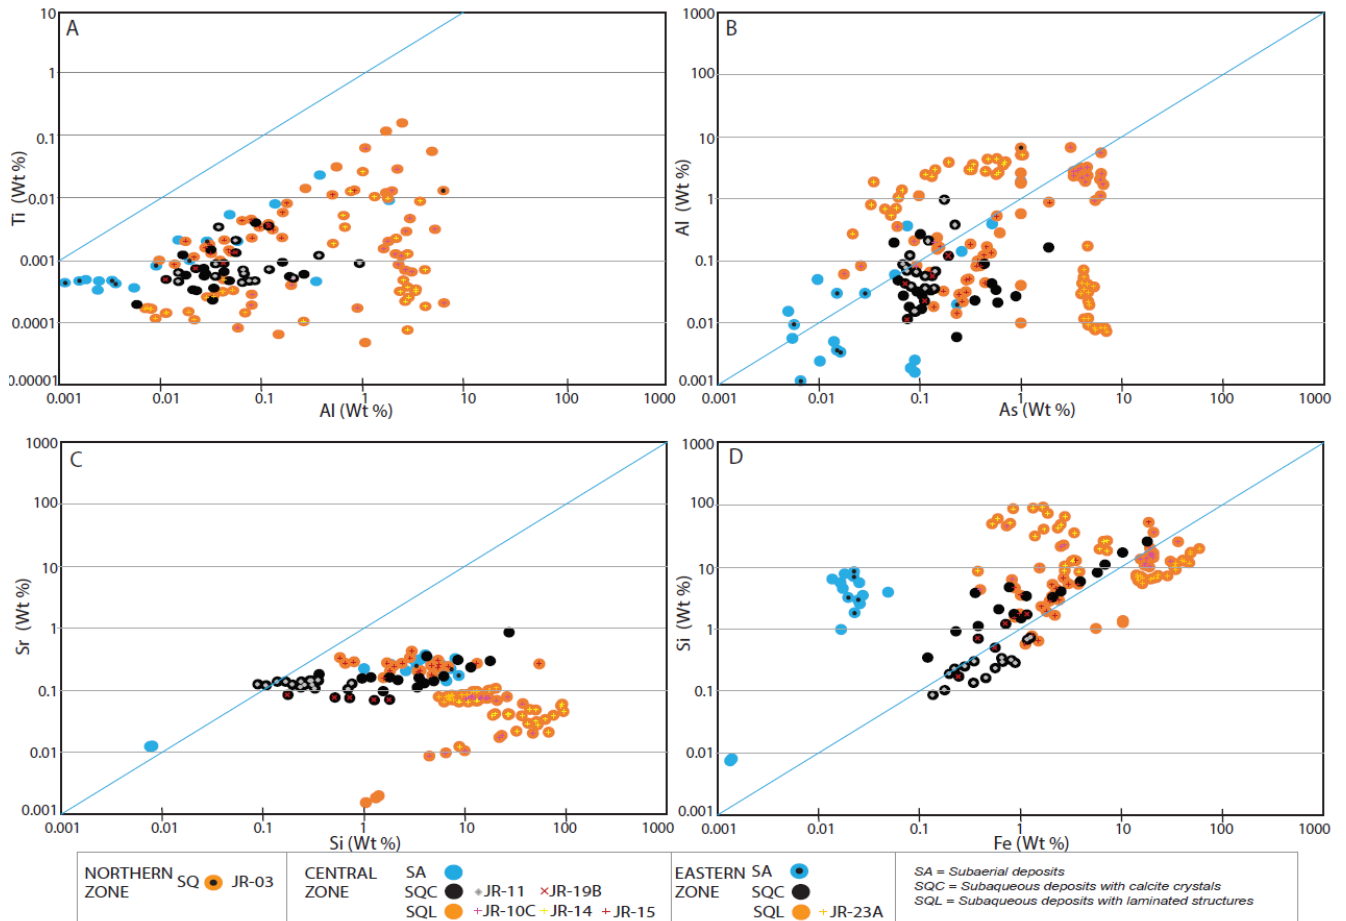 A
10
1
0.1
0.01
0.001
0.0001
0.00001
Ti (Wt %)
0.001
0.01
0.1
1
10
100
1000
Al (Wt %)
B
1000
100
10
1
0.1
0.01
0.001
Al (Wt %)
0.001
0.01
0.1
1
10
100
1000
As (Wt %)
C
1000
100
10
1
0.1
0.01
0.001
Sr (Wt %)
0.001
0.01
0.1
1
10
100
1000
Si (Wt %)
D
1000
100
10
1
0.1
0.01
0.001
Si (Wt %)
0.001
0.01
0.1
1
10
100
1000
Fe (Wt %)
NORTHERN ZONE
SQ JR-03
CENTRAL ZONE
SA
SQC JR-11 JR-19B
SQL JR-10C JR-14 JR-15
EASTERN ZONE
SA
SQC
SQL JR-23A
SA = Subaerial deposits
SQC = Subaqueous deposits with calcite crystals
SQL = Subaqueous deposits with laminated structures